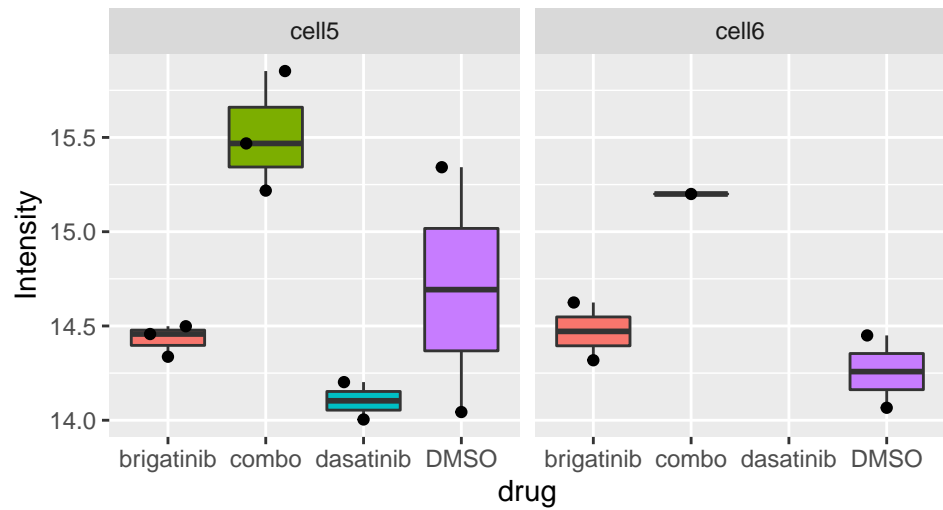 cell5 cell6
15.5
15.0
14.5
14.0
Intensity
brigatinib combo dasatinib DMSO brigatinib combo dasatinib DMSO
drug